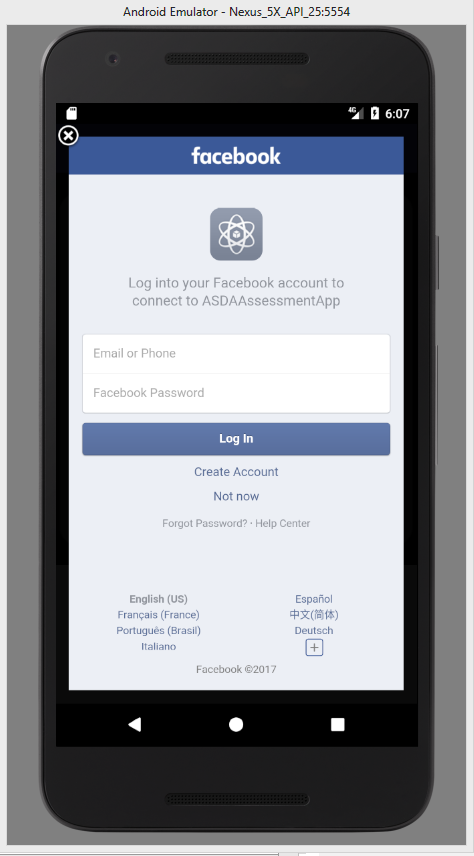 Android Emulator - Nexus_5X_API_25:5554
4G 6:07
facebook
Log into your Facebook account to
connect to ASDAAssessmentApp
Email or Phone
Facebook Password
Log In
Create Account
Not now
Forgot Password? · Help Center
English (US)
Español
Français (France)
中文(简体)
Português (Brasil)
Deutsch
Italiano
+
Facebook ©2017